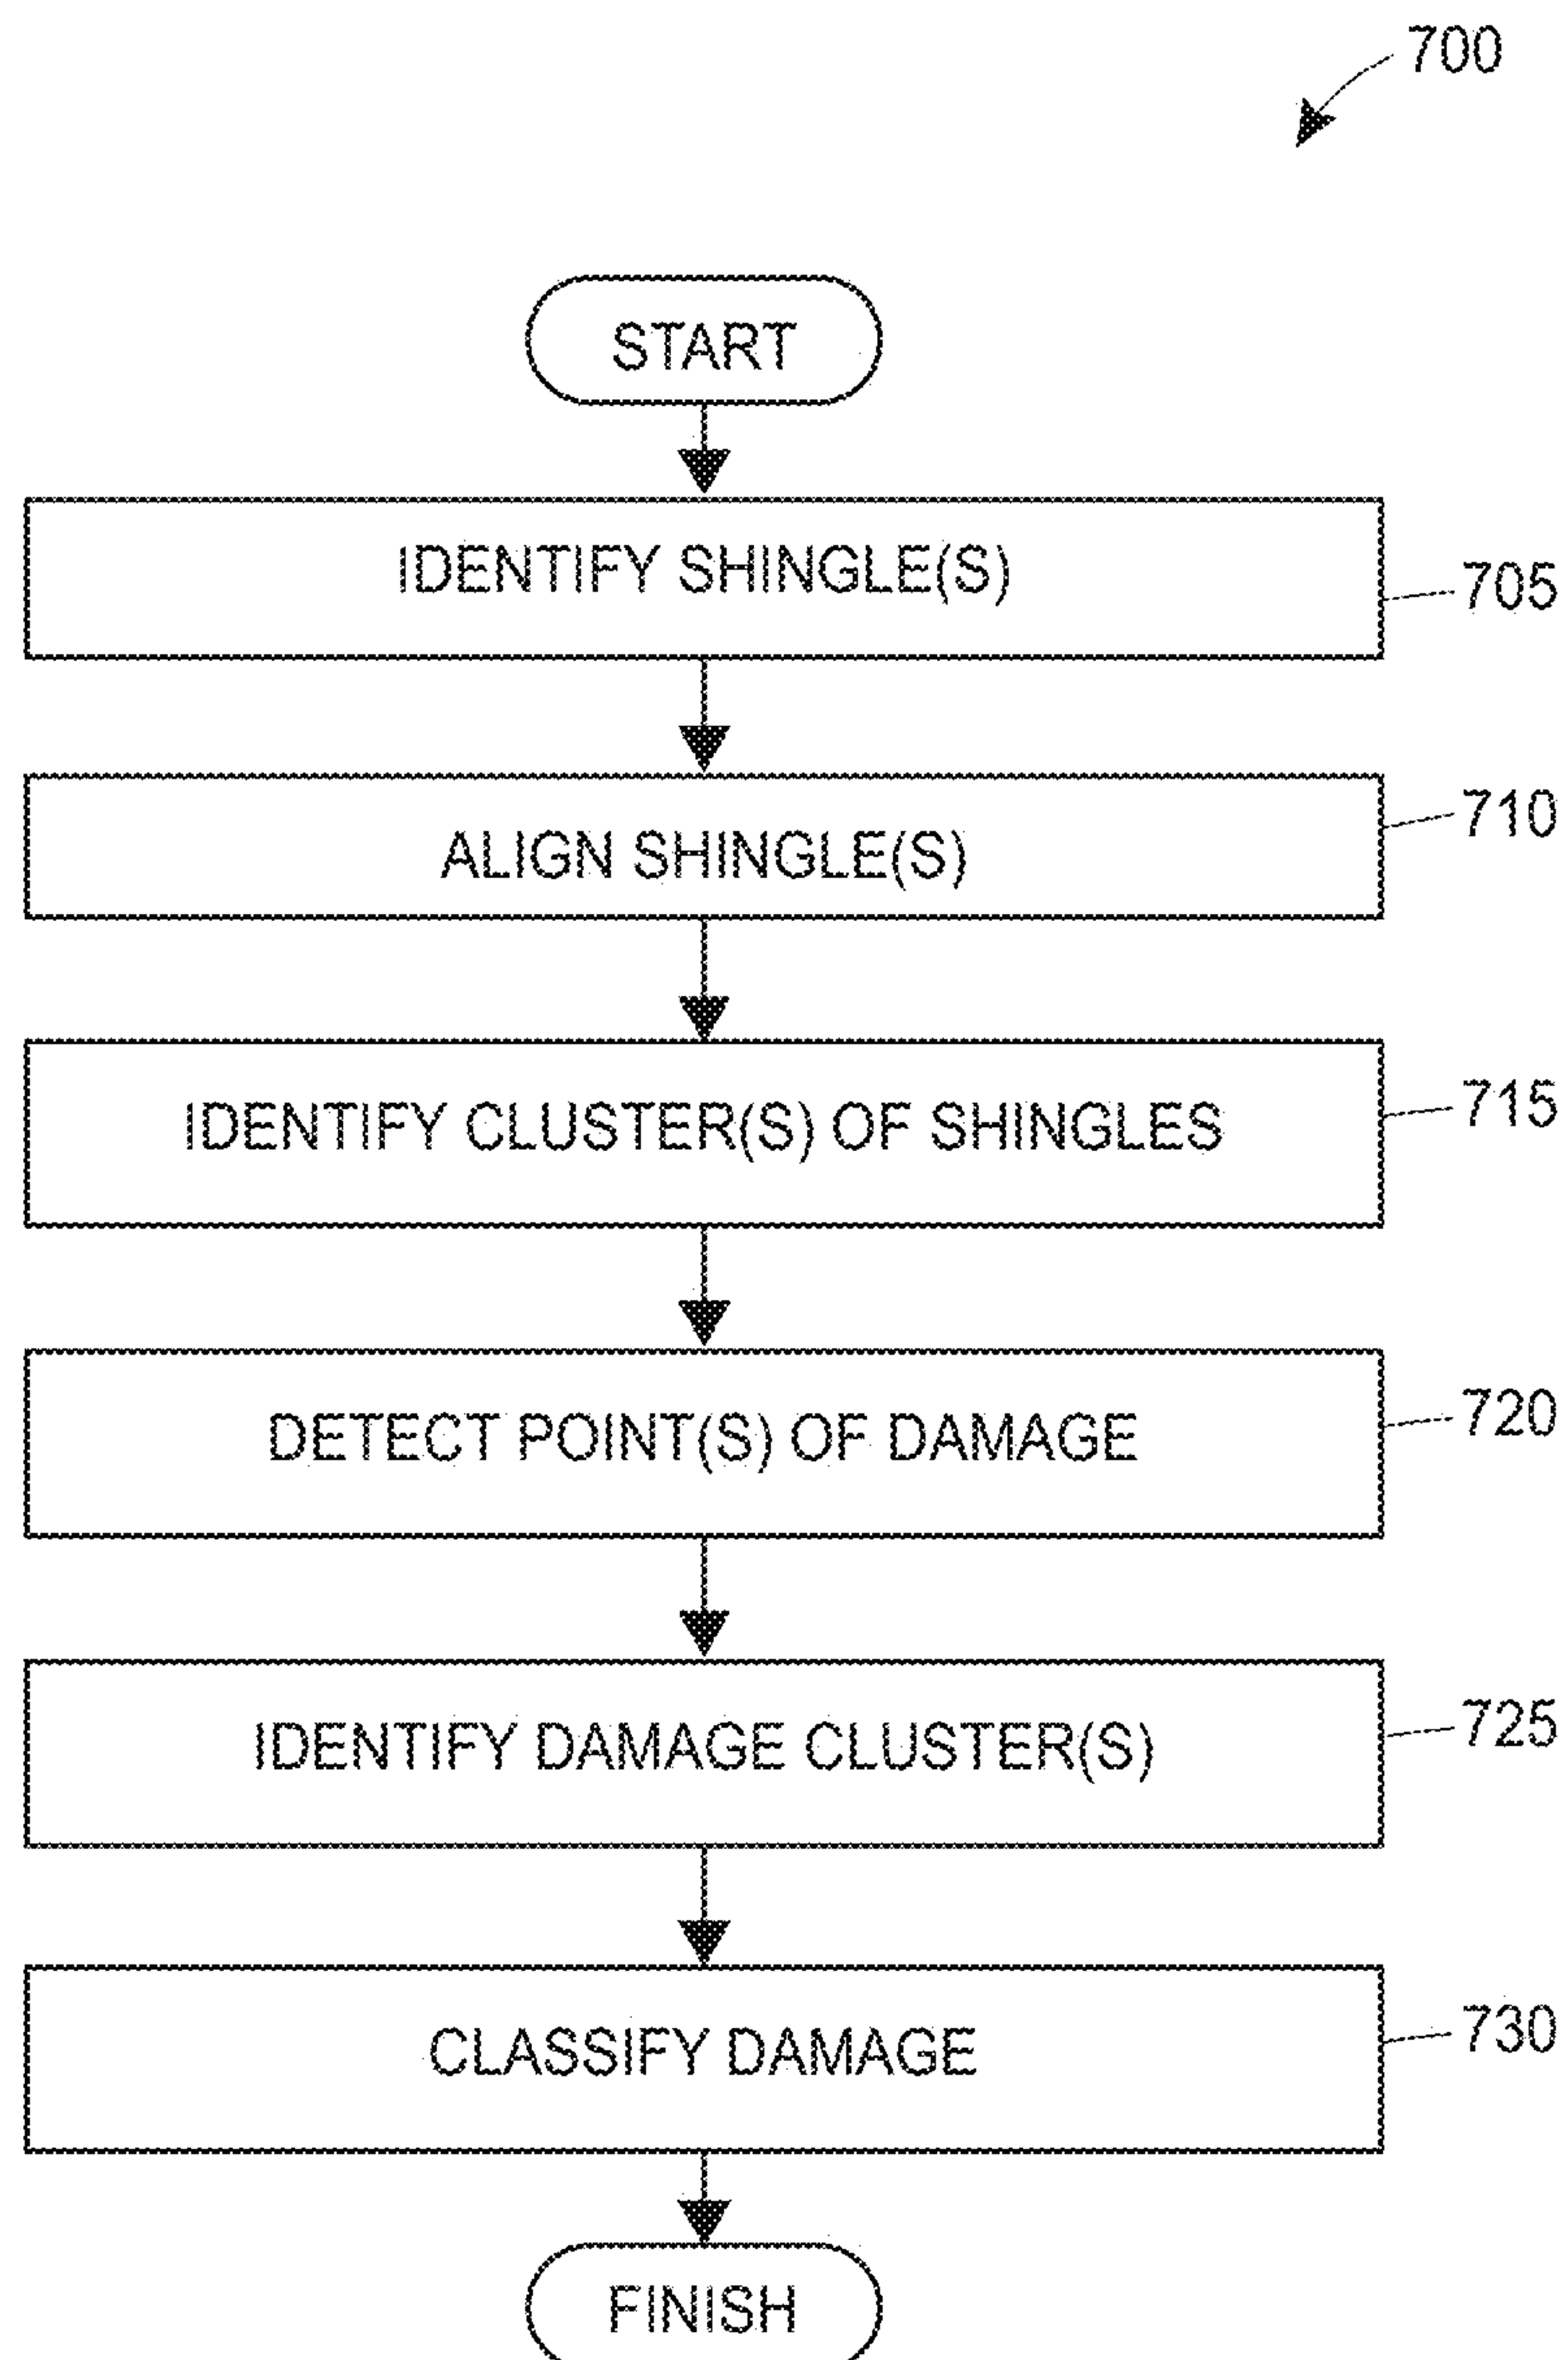 700
START
IDENTIFY SHINGLE(S)
705
ALIGN SHINGLE(S)
710
IDENTIFY CLUSTER(S) OF SHINGLES
715
DETECT POINT(S) OF DAMAGE
720
IDENTIFY DAMAGE CLUSTER(S)
725
CLASSIFY DAMAGE
730
FINISH